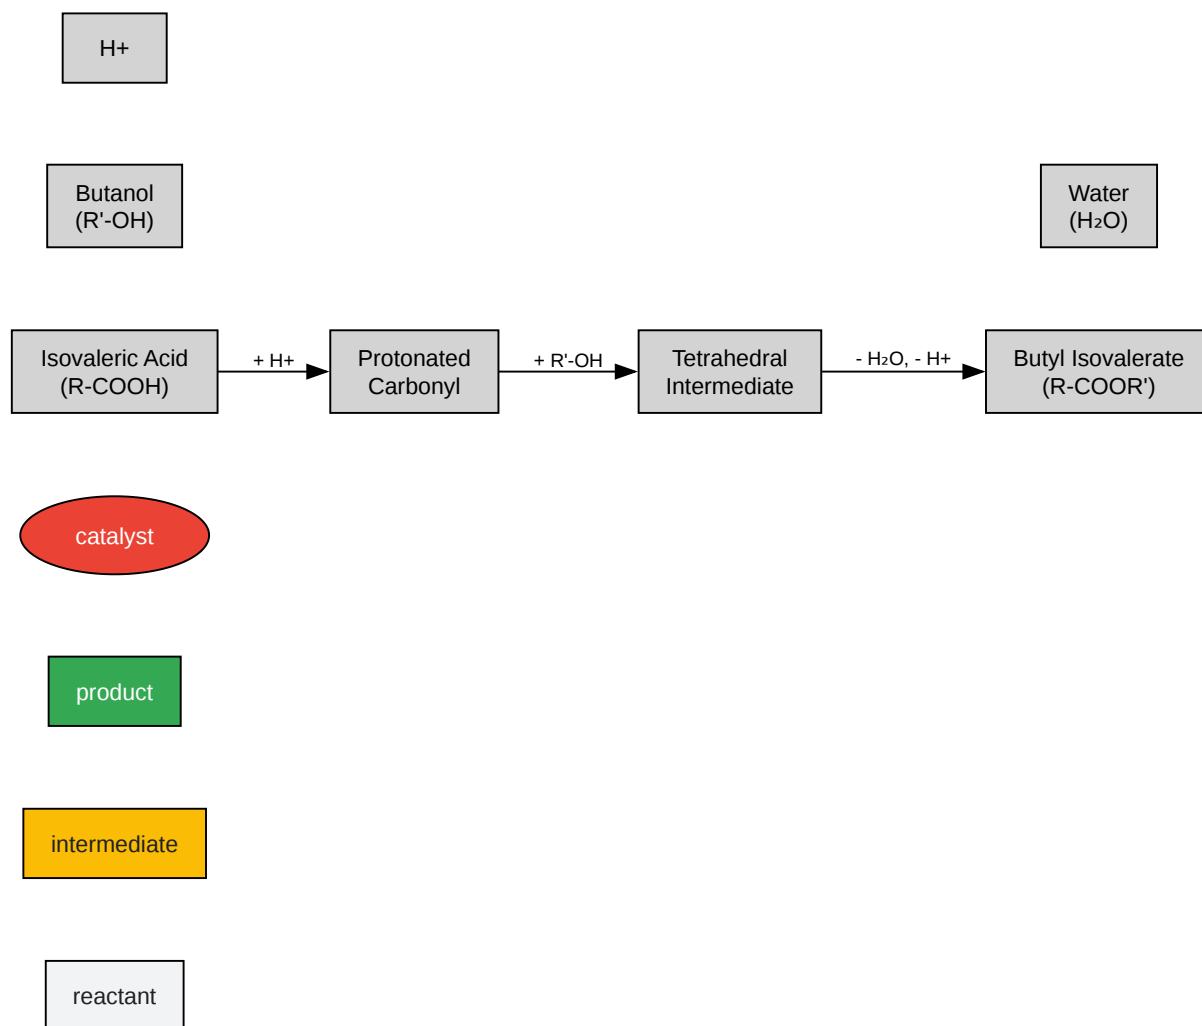 H+
Butanol
(R'-OH)
Water
(H₂O)
Isovaleric Acid
(R-COOH)
+ H+
Protonated
Carbonyl
+ R'-OH
Tetrahedral
Intermediate
- H₂O, - H+
Butyl Isovalerate
(R-COOR')
catalyst
product
intermediate
reactant